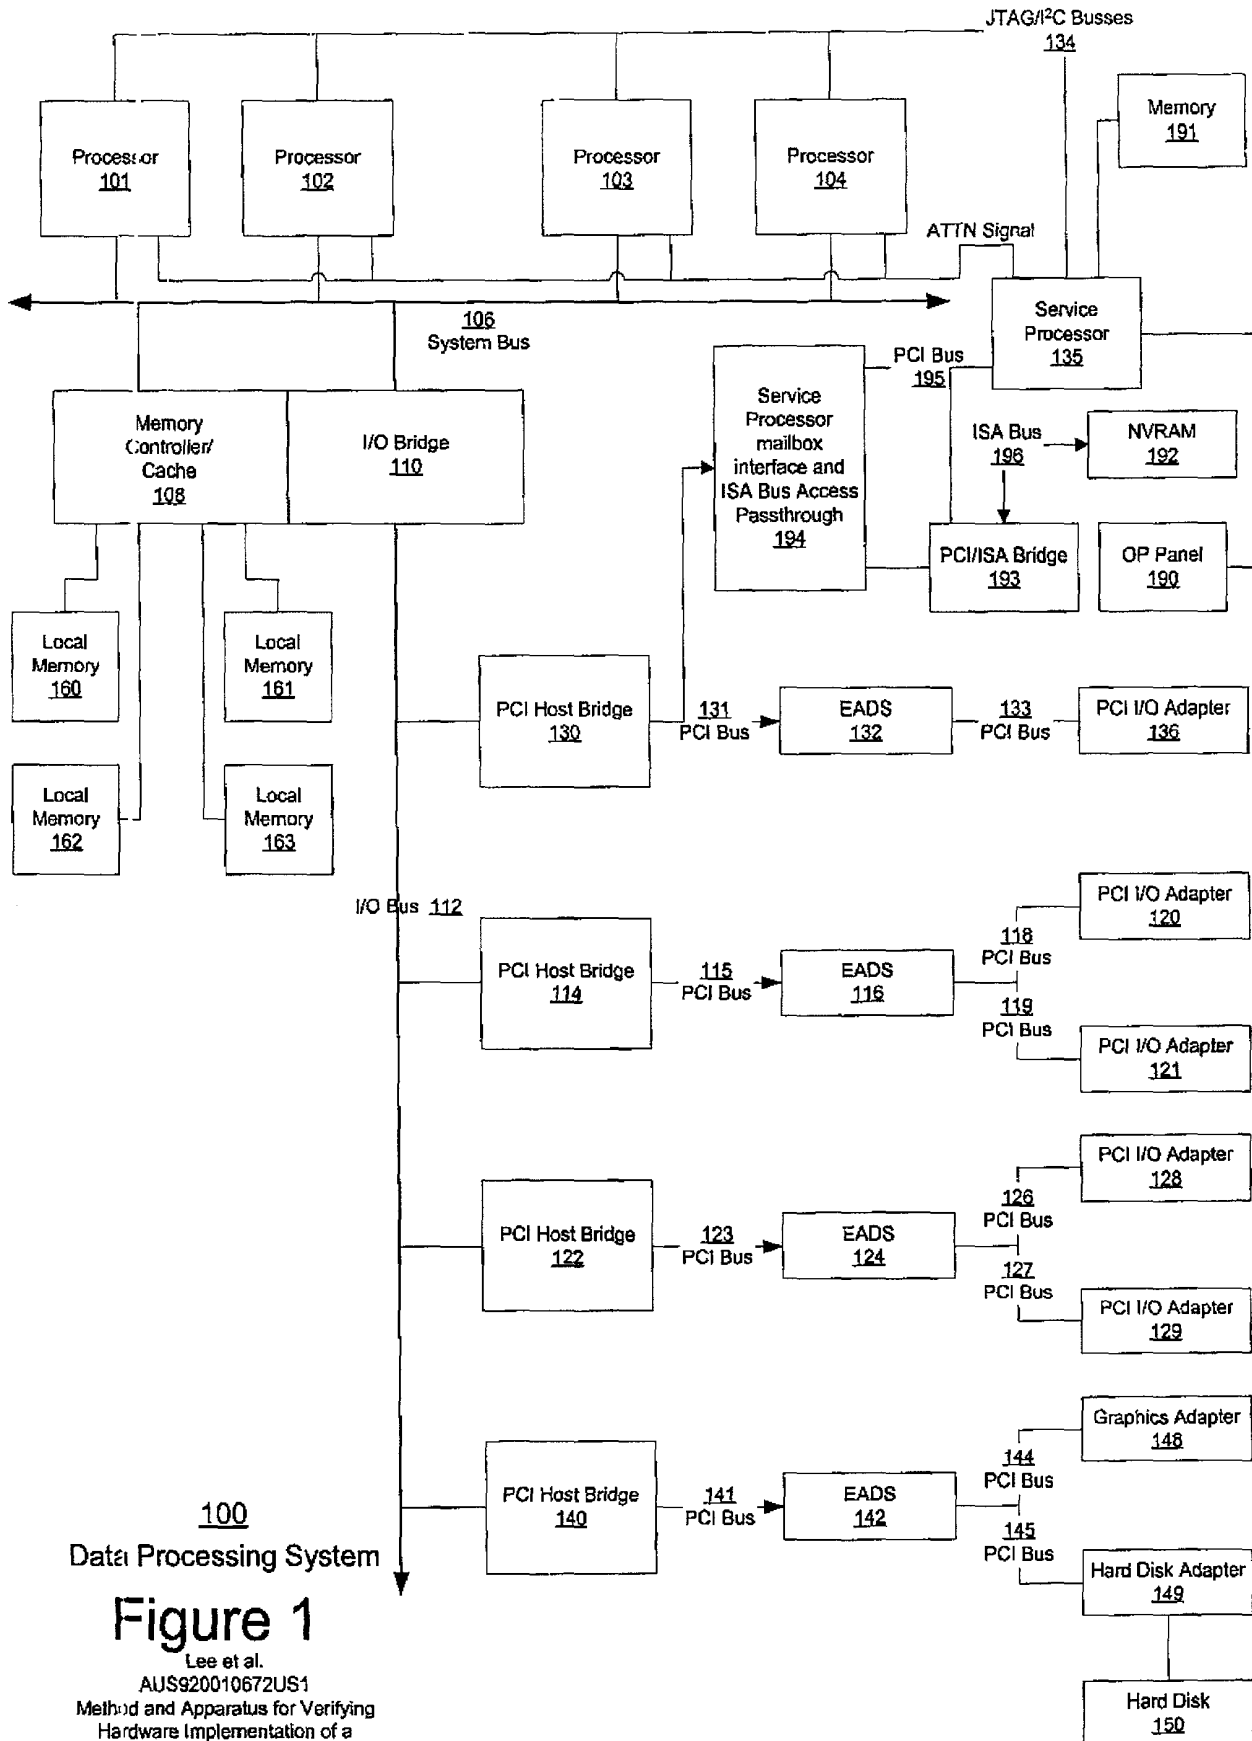 JTAG/I²C Busses
134
Memory
191
Processor
101
Processor
102
Processor
103
Processor
104
ATTN Signal
106
System Bus
Service
Processor
135
PCI Bus
195
Service
Processor
mailbox
interface and
ISA Bus Access
Passthrough
194
ISA Bus
196
NVRAM
192
Memory
Controller/
Cache
108
I/O Bridge
110
PCI/ISA Bridge
193
OP Panel
190
Local
Memory
160
Local
Memory
161
PCI Host Bridge
130
131
PCI Bus
EADS
132
133
PCI Bus
PCI I/O Adapter
136
Local
Memory
162
Local
Memory
163
I/O Bus 112
PCI Host Bridge
114
115
PCI Bus
EADS
116
118
PCI Bus
119
PCI Bus
PCI I/O Adapter
120
PCI I/O Adapter
121
PCI Host Bridge
122
123
PCI Bus
EADS
124
126
PCI Bus
127
PCI Bus
PCI I/O Adapter
128
PCI I/O Adapter
129
PCI Host Bridge
140
141
PCI Bus
EADS
142
144
PCI Bus
145
PCI Bus
Graphics Adapter
148
Hard Disk Adapter
149
Hard Disk
150
100
Data Processing System
Figure 1
Lee et al.
AUS920010672US1
Method and Apparatus for Verifying
Hardware Implementation of a